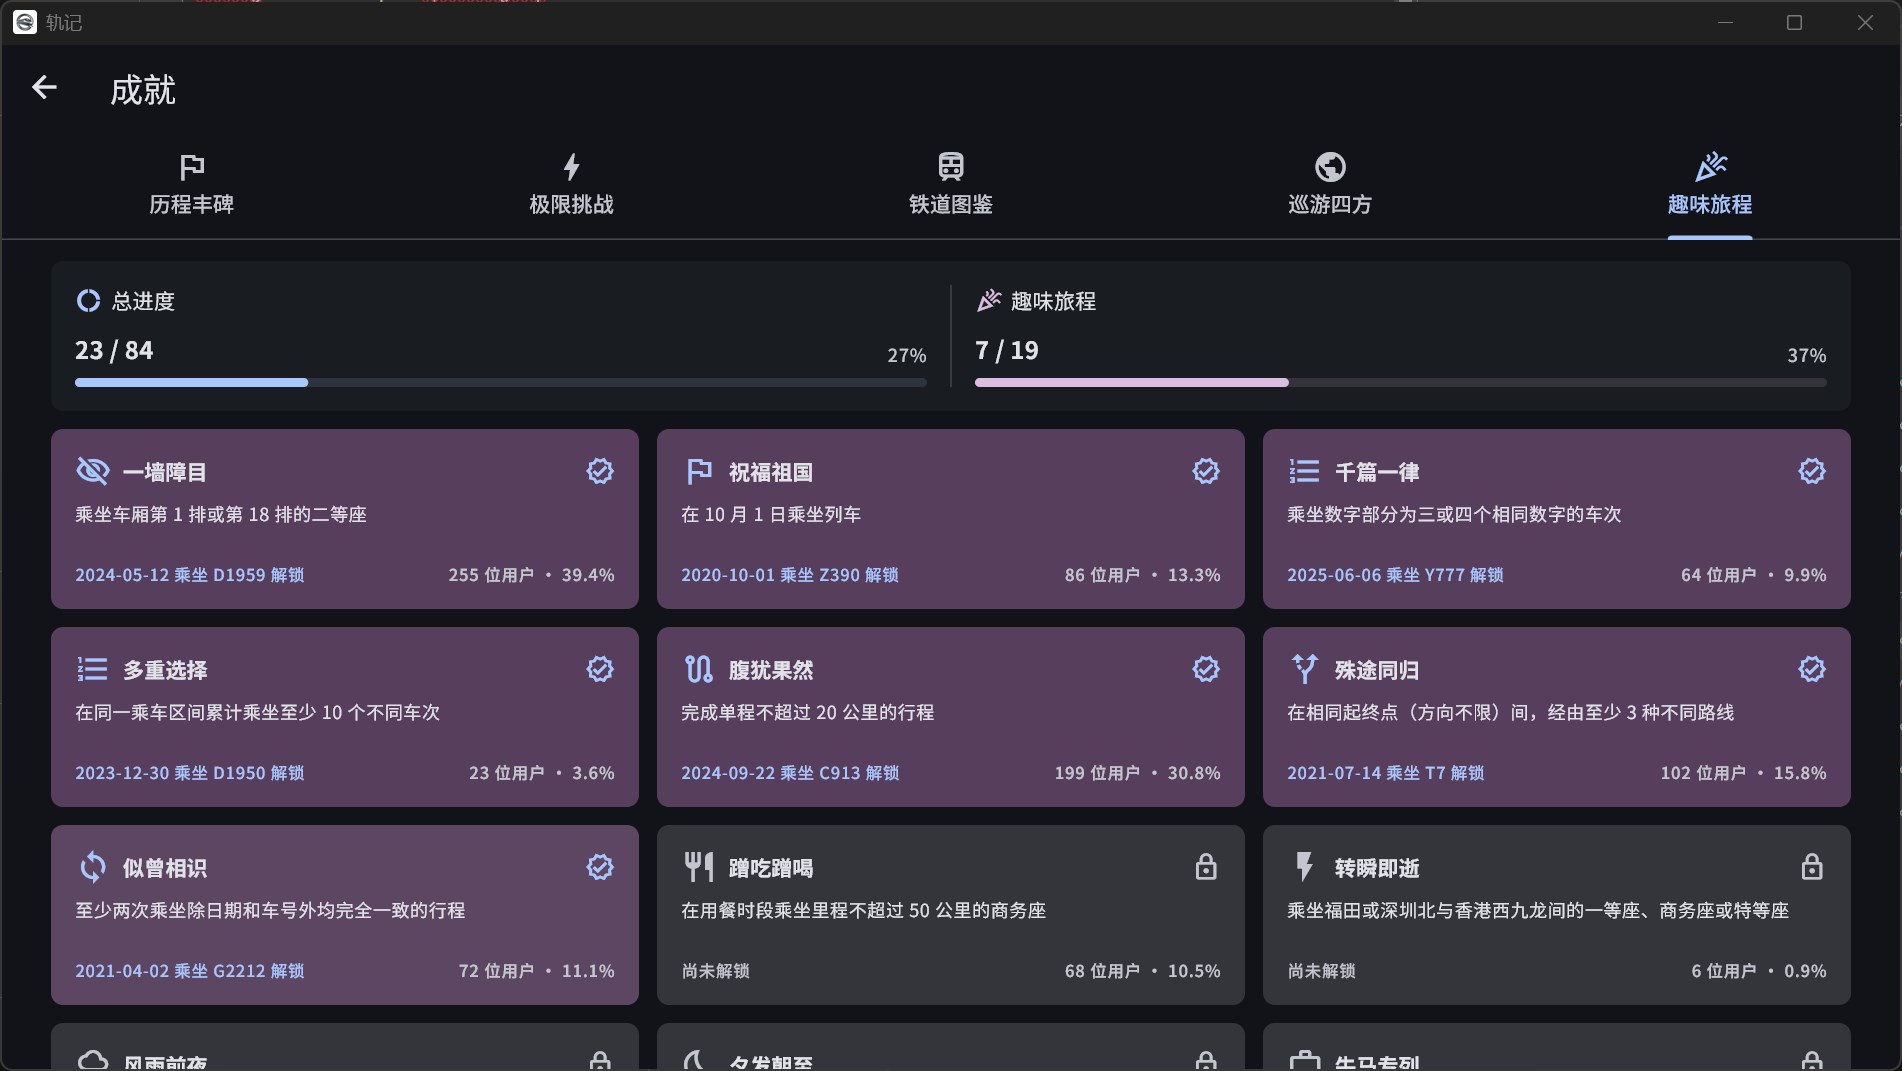 轨记
成就
历程丰碑
极限挑战
铁道图鉴
巡游四方
趣味旅程
总进度
23 / 84
27%
趣味旅程
7 / 19
37%
一墙障目
乘坐车厢第 1 排或第 18 排的二等座
2024-05-12 乘坐 D1959 解锁
255 位用户 • 39.4%
祝福祖国
在 10 月 1 日乘坐列车
2020-10-01 乘坐 Z390 解锁
86 位用户 • 13.3%
千篇一律
乘坐数字部分为三或四个相同数字的车次
2025-06-06 乘坐 Y777 解锁
64 位用户 • 9.9%
多重选择
在同一乘车区间累计乘坐至少 10 个不同车次
2023-12-30 乘坐 D1950 解锁
23 位用户 • 3.6%
腹犹果然
完成单程不超过 20 公里的行程
2024-09-22 乘坐 C913 解锁
199 位用户 • 30.8%
殊途同归
在相同起终点（方向不限）间，经由至少 3 种不同路线
2021-07-14 乘坐 T7 解锁
102 位用户 • 15.8%
似曾相识
至少两次乘坐除日期和车号外均完全一致的行程
2021-04-02 乘坐 G2212 解锁
72 位用户 • 11.1%
蹭吃蹭喝
在用餐时段乘坐里程不超过 50 公里的商务座
尚未解锁
68 位用户 • 10.5%
转瞬即逝
乘坐福田或深圳北与香港西九龙间的一等座、商务座或特等座
尚未解锁
6 位用户 • 0.9%
风雨前夜
夕发朝至
牛马专列